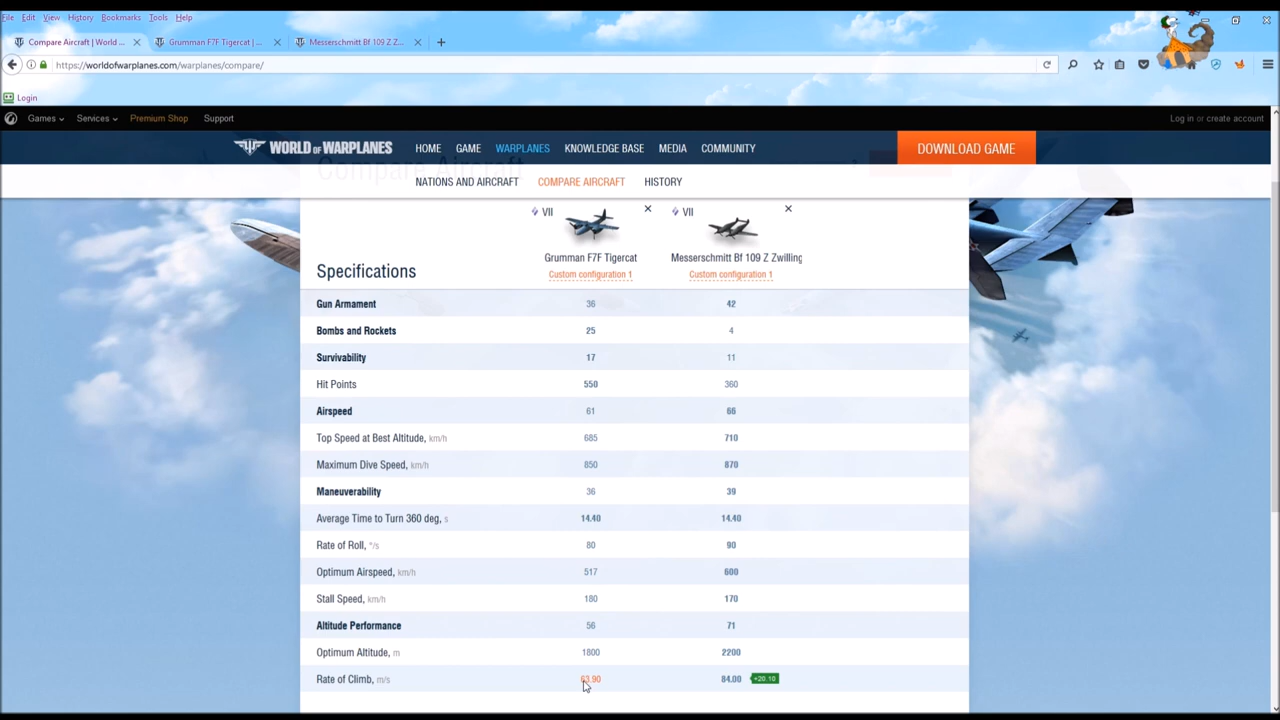 File Edit View History Bookmarks Tools Help
Compare Aircraft | World ... Grumman F7F Tigercat | ... Messerschmitt Bf 109 Z Z...
https://worldofwarplanes.com/warplanes/compare/
Login
Games Services Premium Shop Support Log in or create account
WORLD OF WARPLANES HOME GAME WARPLANES KNOWLEDGE BASE MEDIA COMMUNITY DOWNLOAD GAME
Compare Aircraft
NATIONS AND AIRCRAFT COMPARE AIRCRAFT HISTORY
VII VII
Grumman F7F Tigercat Messerschmitt Bf 109 Z Zwilling
Specifications Custom configuration 1 Custom configuration 1
Gun Armament 36 42
Bombs and Rockets 25 4
Survivability 17 11
Hit Points 550 360
Airspeed 61 66
Top Speed at Best Altitude, km/h 685 710
Maximum Dive Speed, km/h 850 870
Maneuverability 36 39
Average Time to Turn 360 deg, s 14.40 14.40
Rate of Roll, °/s 80 90
Optimum Airspeed, km/h 517 600
Stall Speed, km/h 180 170
Altitude Performance 56 71
Optimum Altitude, m 1800 2200
Rate of Climb, m/s 63.90 84.00 +20.10